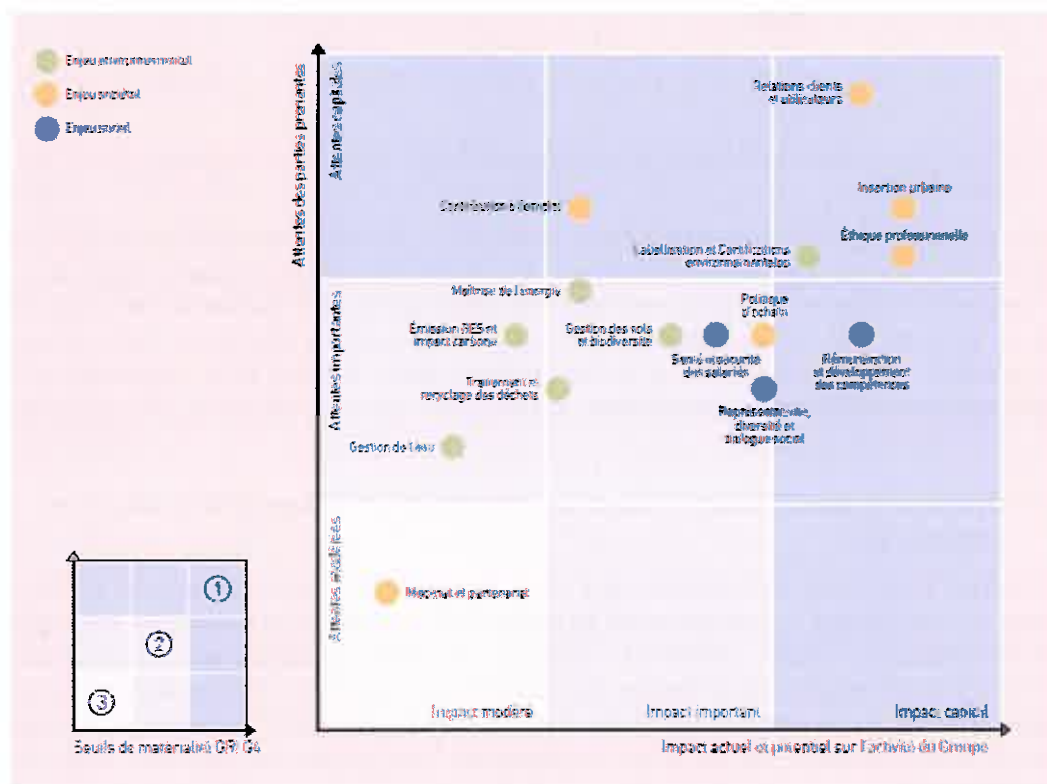 Enjeu environnemental
Enjeu sociétal
Enjeu social
Attentes des parties prenantes
Attentes capitales
Attentes importantes
Attentes modérées
Relations clients
et utilisateurs
Insertion urbaine
Contribution à l'emploi
Éthique professionnelle
Labellisation et Certifications
environnementales
Maîtrise de l'énergie
Politique
d'achats
Émission GES et
impact carbone
Gestion des sols
et biodiversité
Santé et sécurité
des salariés
Rémunération
et développement
des compétences
Traitement et
recyclage des déchets
diversité et
dialogue social
Gestion de l'eau
Mécénat et partenariat
1
2
3
Seuils de matérialité GRI G4
Impact modéré
Impact important
Impact capital
Impact actuel et potentiel sur l'activité du Groupe